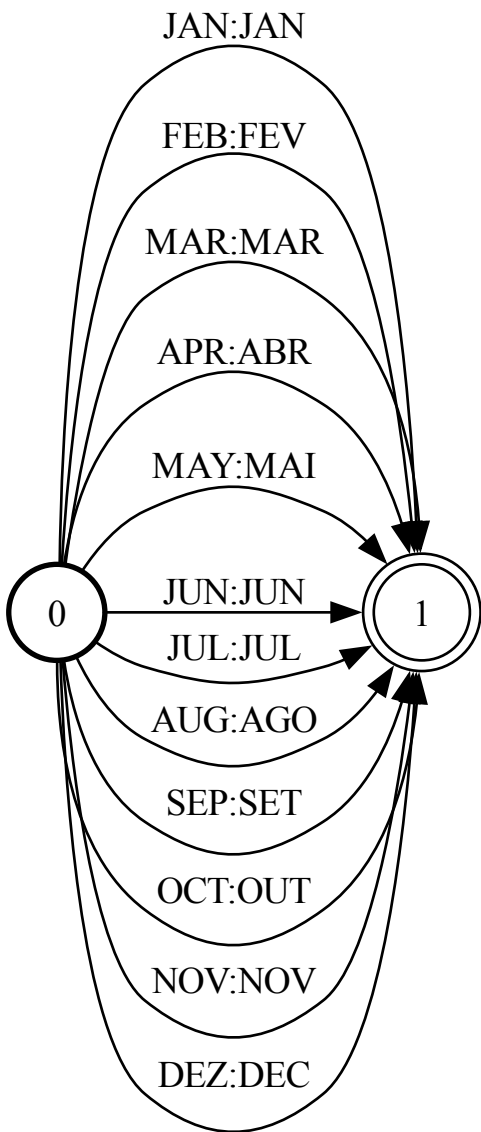 JAN:JAN
FEB:FEV
MAR:MAR
APR:ABR
MAY:MAI
0
JUN:JUN
1
JUL:JUL
AUG:AGO
SEP:SET
OCT:OUT
NOV:NOV
DEZ:DEC